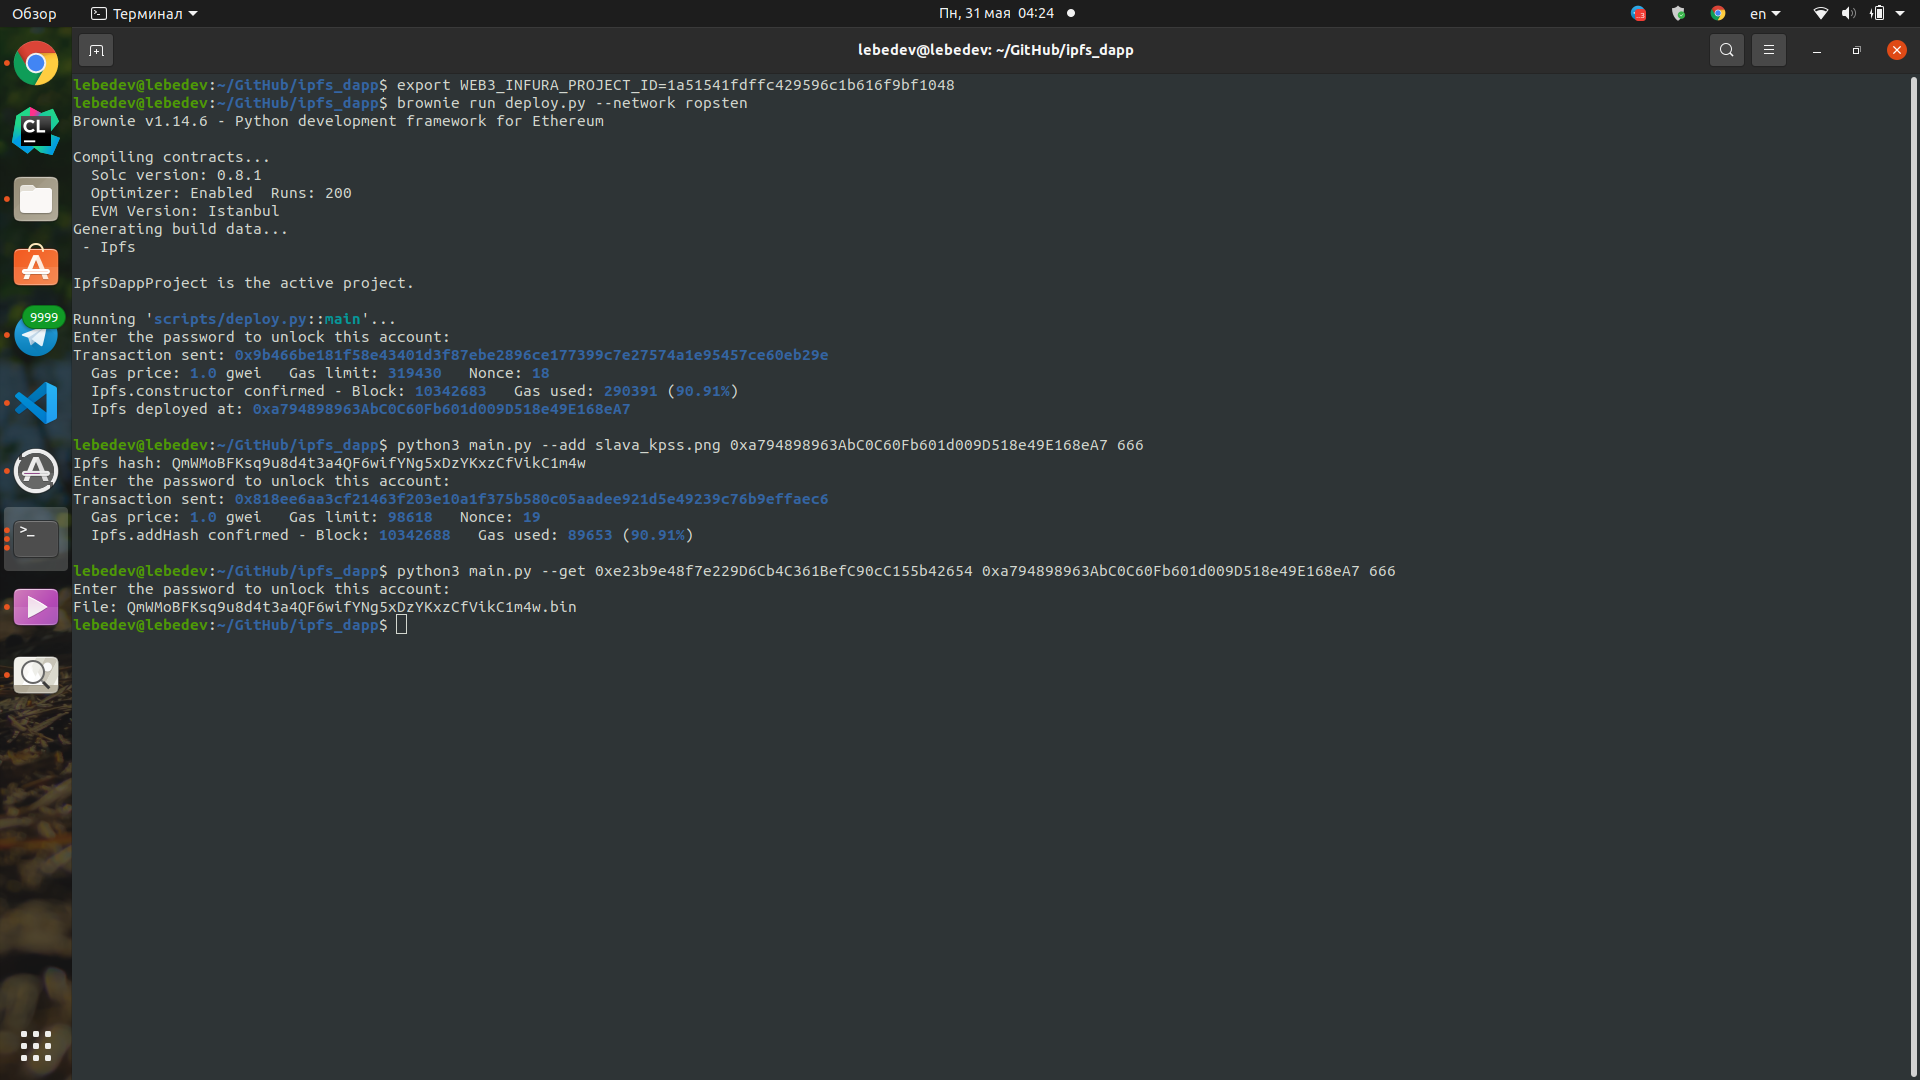 Обзор
Терминал
Пн, 31 мая 04:24
en
lebedev@lebedev: ~/GitHub/ipfs_dapp
lebedev@lebedev:~/GitHub/ipfs_dapp$ export WEB3_INFURA_PROJECT_ID=1a51541fdffc429596c1b616f9bf1048
lebedev@lebedev:~/GitHub/ipfs_dapp$ brownie run deploy.py --network ropsten
Brownie v1.14.6 - Python development framework for Ethereum
Compiling contracts...
Solc version: 0.8.1
Optimizer: Enabled Runs: 200
EVM Version: Istanbul
Generating build data...
- Ipfs
IpfsDappProject is the active project.
Running 'scripts/deploy.py::main'...
Enter the password to unlock this account:
Transaction sent: 0x9b466be181f58e43401d3f87ebe2896ce177399c7e27574a1e95457ce60eb29e
Gas price: 1.0 gwei Gas limit: 319430 Nonce: 18
Ipfs.constructor confirmed - Block: 10342683 Gas used: 290391 (90.91%)
Ipfs deployed at: 0xa794898963AbC0C60Fb601d009D518e49E168eA7
lebedev@lebedev:~/GitHub/ipfs_dapp$ python3 main.py --add slava_kpss.png 0xa794898963AbC0C60Fb601d009D518e49E168eA7 666
Ipfs hash: QmWMoBFKsq9u8d4t3a4QF6wifYNg5xDzYKxzCfVikC1m4w
Enter the password to unlock this account:
Transaction sent: 0x818ee6aa3cf21463f203e10a1f375b580c05aadee921d5e49239c76b9effaec6
Gas price: 1.0 gwei Gas limit: 98618 Nonce: 19
Ipfs.addHash confirmed - Block: 10342688 Gas used: 89653 (90.91%)
lebedev@lebedev:~/GitHub/ipfs_dapp$ python3 main.py --get 0xe23b9e48f7e229D6Cb4C361BefC90cC155b42654 0xa794898963AbC0C60Fb601d009D518e49E168eA7 666
Enter the password to unlock this account:
File: QmWMoBFKsq9u8d4t3a4QF6wifYNg5xDzYKxzCfVikC1m4w.bin
lebedev@lebedev:~/GitHub/ipfs_dapp$
CL
9999
>_